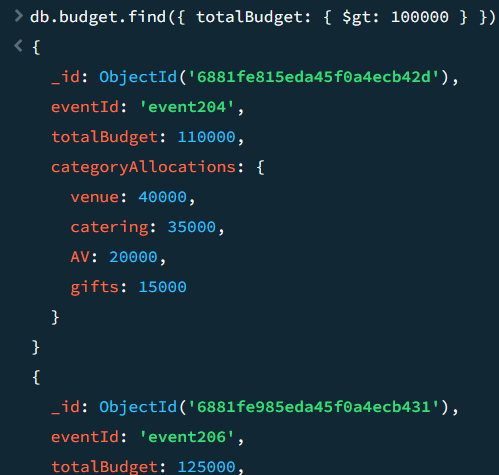 > db.budget.find({ totalBudget: { $gt: 100000 } })
< {
_id: ObjectId('6881fe815eda45f0a4ecb42d'),
eventId: 'event204',
totalBudget: 110000,
categoryAllocations: {
venue: 40000,
catering: 35000,
AV: 20000,
gifts: 15000
}
}
{
_id: ObjectId('6881fe985eda45f0a4ecb431'),
eventId: 'event206',
totalBudget: 125000,